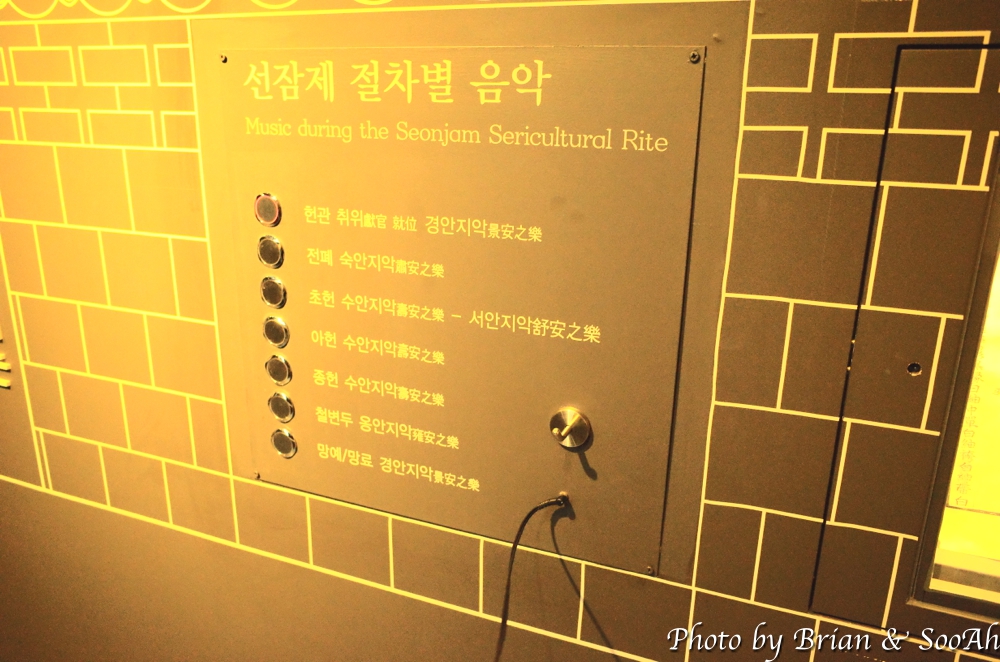 선잠제 절차별 음악
Music during the Seonjam Sericultural Rite
헌관 취위獻官 就位 경안지악景安之樂
전폐 숙안지악肅安之樂
초헌 수안지악壽安之樂 – 서안지악舒安之樂
아헌 수안지악壽安之樂
종헌 수안지악壽安之樂
철변두 옹안지악雍安之樂
망예/망료 경안지악景安之樂
Photo by Brian & SooAh